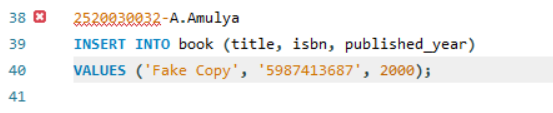 38 2520030032-A.Amulya
39 INSERT INTO book (title, isbn, published_year)
40 VALUES ('Fake Copy', '5987413687', 2000);
41